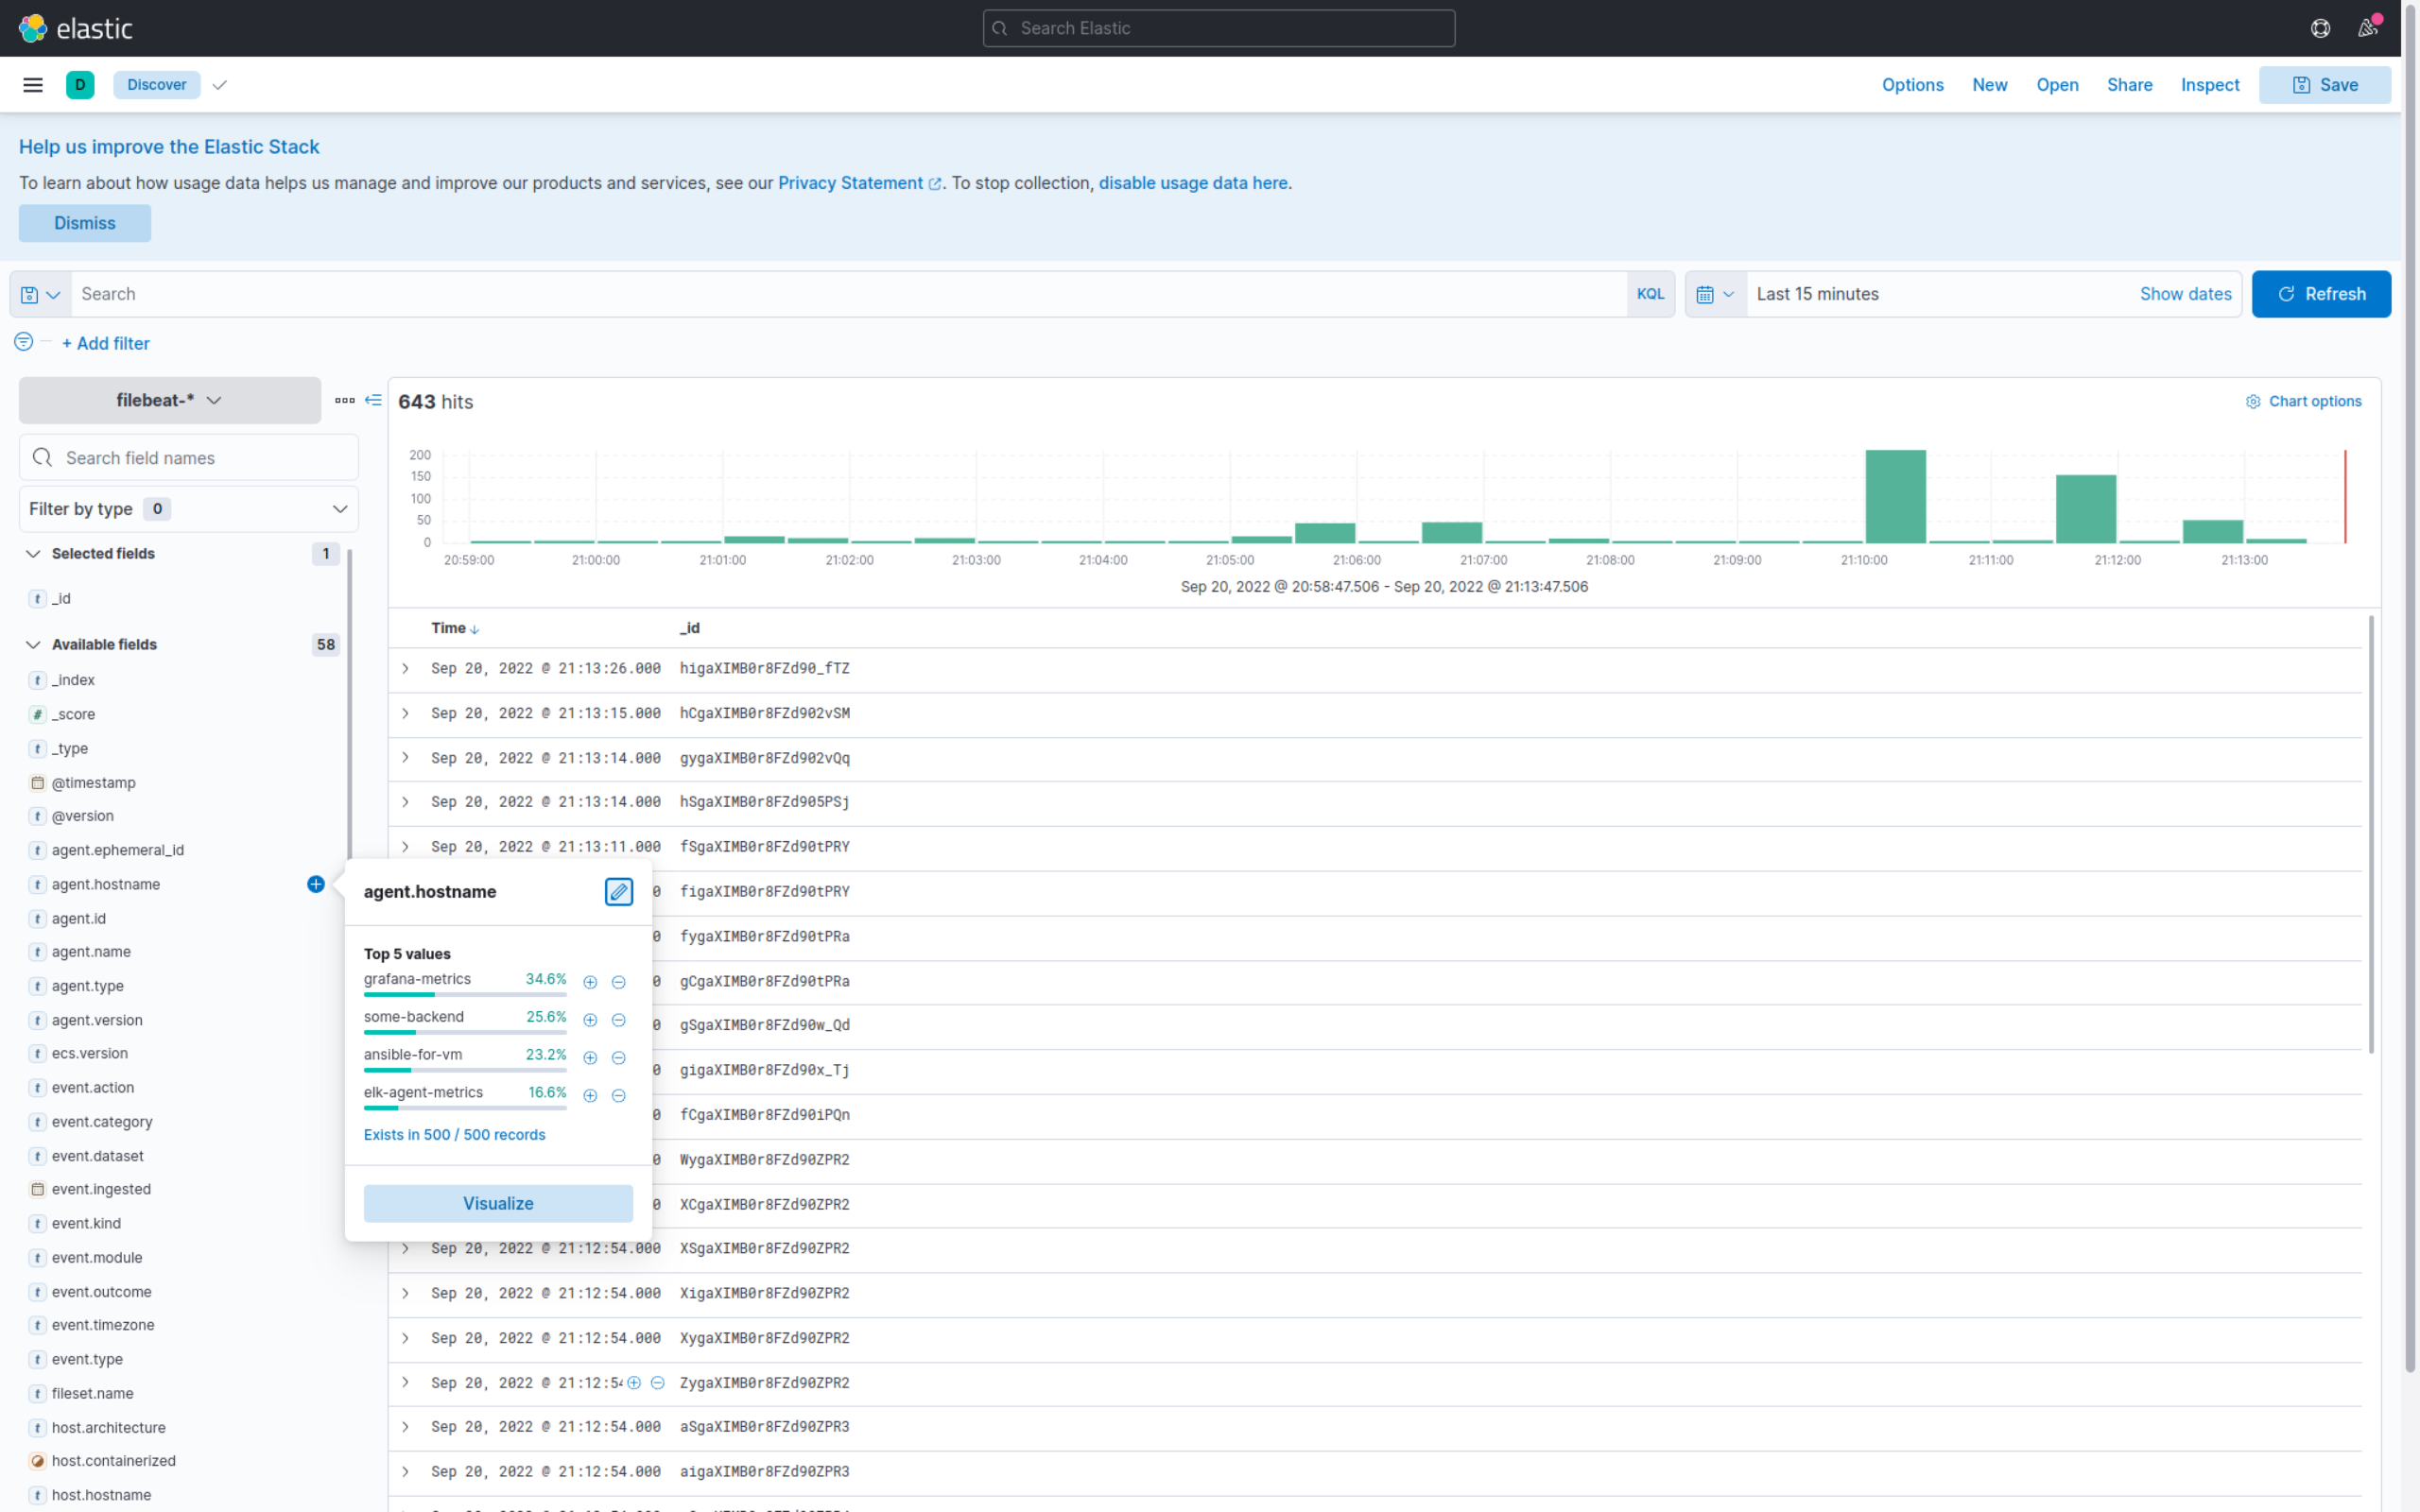 elastic
Search Elastic
D
Discover
Options
New
Open
Share
Inspect
Save
Help us improve the Elastic Stack
To learn about how usage data helps us manage and improve our products and services, see our Privacy Statement. To stop collection, disable usage data here.
Dismiss
Search
KQL
Last 15 minutes
Show dates
Refresh
+ Add filter
filebeat-*
Search field names
Filter by type 0
Selected fields 1
t _id
Available fields 58
t _index
# _score
t _type
@timestamp
t @version
t agent.ephemeral_id
t agent.hostname
t agent.id
t agent.name
t agent.type
t agent.version
t ecs.version
t event.action
t event.category
t event.dataset
event.ingested
t event.kind
t event.module
t event.outcome
t event.timezone
t event.type
t fileset.name
t host.architecture
host.containerized
t host.hostname
643 hits
Chart options
200
150
100
50
0
20:59:00 21:00:00 21:01:00 21:02:00 21:03:00 21:04:00 21:05:00 21:06:00 21:07:00 21:08:00 21:09:00 21:10:00 21:11:00 21:12:00 21:13:00
Sep 20, 2022 @ 20:58:47.506 - Sep 20, 2022 @ 21:13:47.506
Time _id
Sep 20, 2022 @ 21:13:26.000 higaXIMB0r8FZd90_fTZ
Sep 20, 2022 @ 21:13:15.000 hCgaXIMB0r8FZd902vSM
Sep 20, 2022 @ 21:13:14.000 gygaXIMB0r8FZd902vQq
Sep 20, 2022 @ 21:13:14.000 hSgaXIMB0r8FZd905PSj
Sep 20, 2022 @ 21:13:11.000 fSgaXIMB0r8FZd90tPRY
0 figaXIMB0r8FZd90tPRY
0 fygaXIMB0r8FZd90tPRa
0 gCgaXIMB0r8FZd90tPRa
0 gSgaXIMB0r8FZd90w_Qd
0 gigaXIMB0r8FZd90x_Tj
0 fCgaXIMB0r8FZd90iPQn
0 WygaXIMB0r8FZd90ZPR2
0 XCgaXIMB0r8FZd90ZPR2
Sep 20, 2022 @ 21:12:54.000 XSgaXIMB0r8FZd90ZPR2
Sep 20, 2022 @ 21:12:54.000 XigaXIMB0r8FZd90ZPR2
Sep 20, 2022 @ 21:12:54.000 XygaXIMB0r8FZd90ZPR2
Sep 20, 2022 @ 21:12:54 ZygaXIMB0r8FZd90ZPR2
Sep 20, 2022 @ 21:12:54.000 aSgaXIMB0r8FZd90ZPR3
Sep 20, 2022 @ 21:12:54.000 aigaXIMB0r8FZd90ZPR3
agent.hostname
Top 5 values
grafana-metrics 34.6%
some-backend 25.6%
ansible-for-vm 23.2%
elk-agent-metrics 16.6%
Exists in 500 / 500 records
Visualize